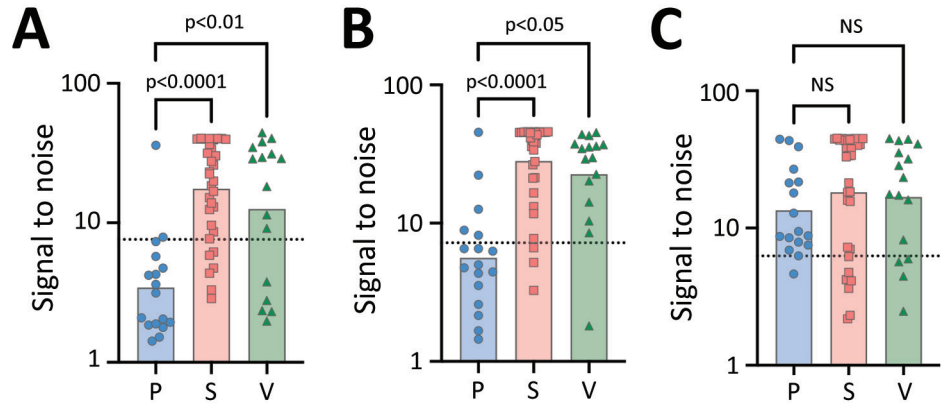 A
p<0.01
p<0.0001
Signal to noise
100
10
1
P S V
B
p<0.05
p<0.0001
Signal to noise
100
10
1
P S V
C
NS
NS
Signal to noise
100
10
1
P S V